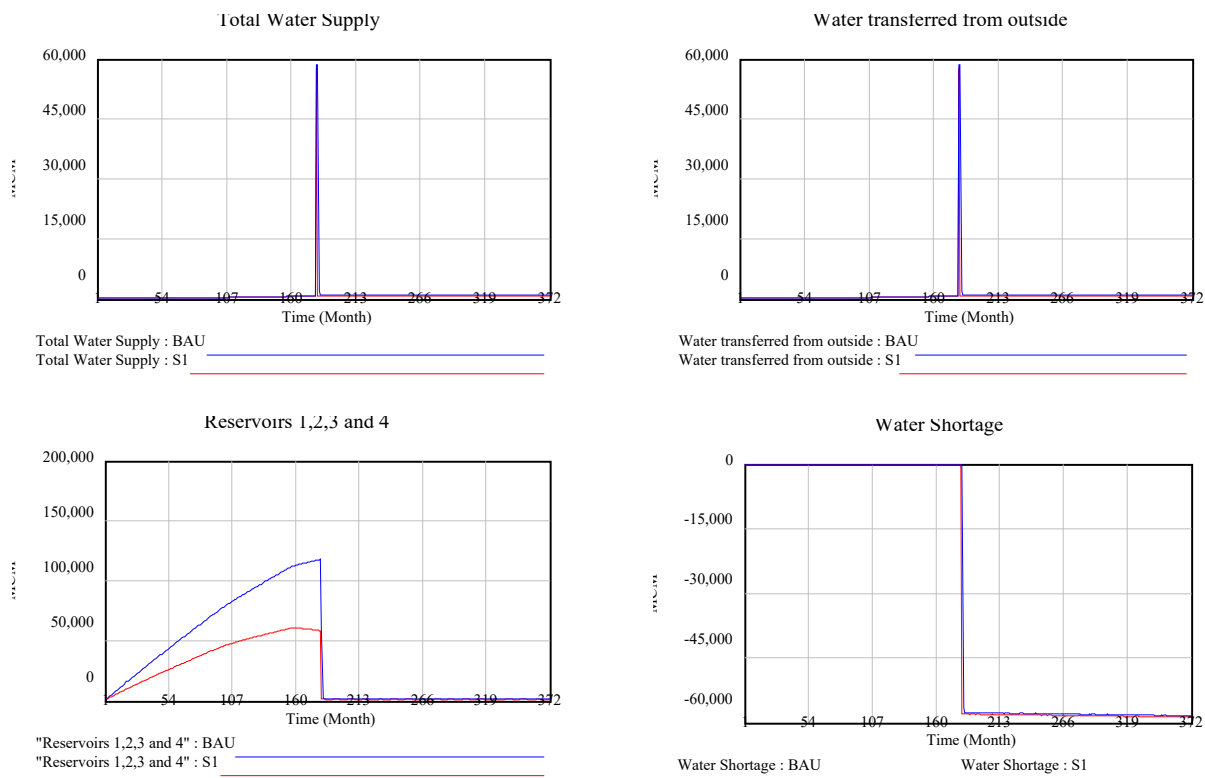 Total Water Supply
60,000
45,000
30,000
15,000
0
MCM
1 54 107 160 213 266 319 372
Time (Month)
Total Water Supply : BAU
Total Water Supply : S1
Water transferred from outside
60,000
45,000
30,000
15,000
0
MCM
1 54 107 160 213 266 319 372
Time (Month)
Water transferred from outside : BAU
Water transferred from outside : S1
Reservoirs 1,2,3 and 4
200,000
150,000
100,000
50,000
0
MCM
1 54 107 160 213 266 319 372
Time (Month)
"Reservoirs 1,2,3 and 4" : BAU
"Reservoirs 1,2,3 and 4" : S1
Water Shortage
0
-15,000
-30,000
-45,000
-60,000
MCM
1 54 107 160 213 266 319 372
Time (Month)
Water Shortage : BAU Water Shortage : S1